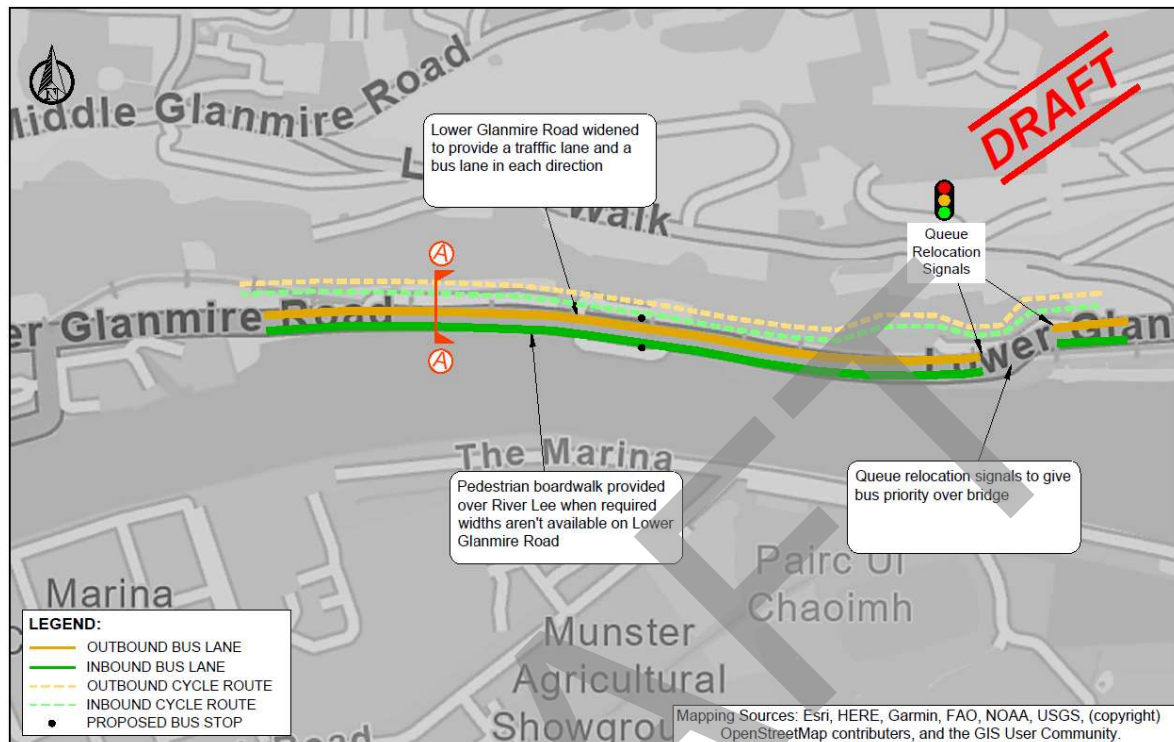 Middle Glanmire Road
DRAFT
Lower Glanmire Road widened
to provide a trafffic lane and a
bus lane in each direction
L
Walk
Queue
Relocation
Signals
A
er Glanmire Road
Lower Glan
A
The Marina
Pedestrian boardwalk provided
over River Lee when required
widths aren't available on Lower
Glanmire Road
Queue relocation signals to give
bus priority over bridge
Pairc Ui
Chaoimh
Marina
Munster
Agricultural
Showgrou
Road
LEGEND:
OUTBOUND BUS LANE
INBOUND BUS LANE
OUTBOUND CYCLE ROUTE
INBOUND CYCLE ROUTE
PROPOSED BUS STOP
Mapping Sources: Esri, HERE, Garmin, FAO, NOAA, USGS, (copyright)
OpenStreetMap contributors, and the GIS User Community.
N
AFT